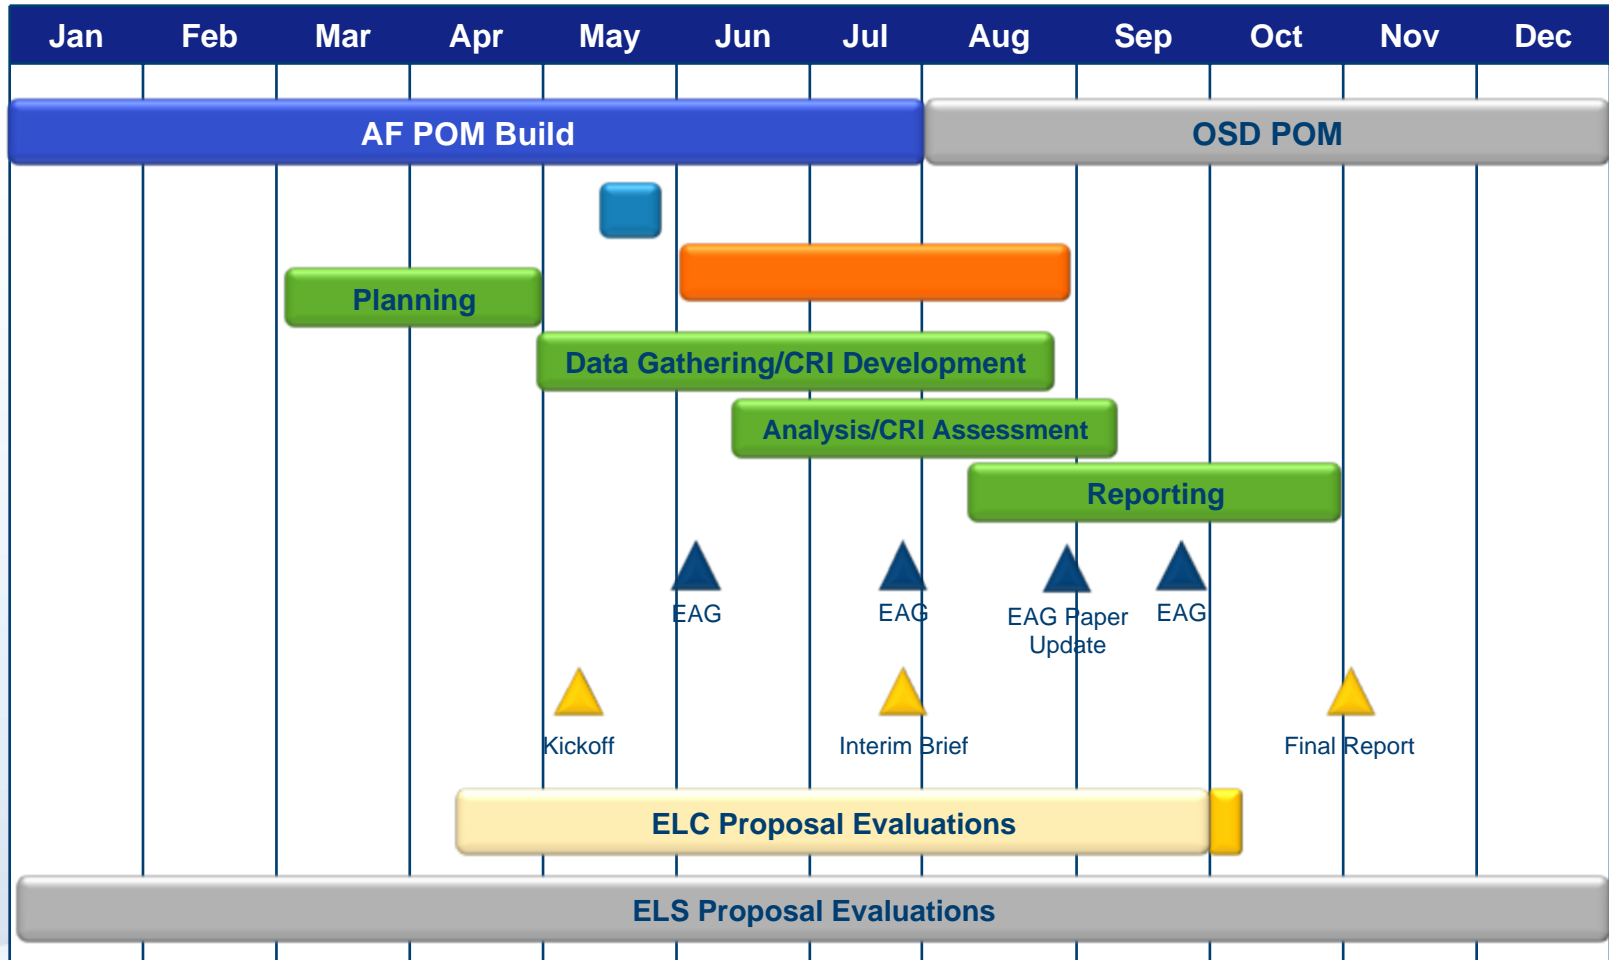 Jan Feb Mar Apr May Jun Jul Aug Sep Oct Nov Dec
AF POM Build OSD POM
Planning
Data Gathering/CRI Development
Analysis/CRI Assessment
Reporting
EAG EAG EAG Paper EAG
Update
Kickoff Interim Brief Final Report
ELC Proposal Evaluations
ELS Proposal Evaluations